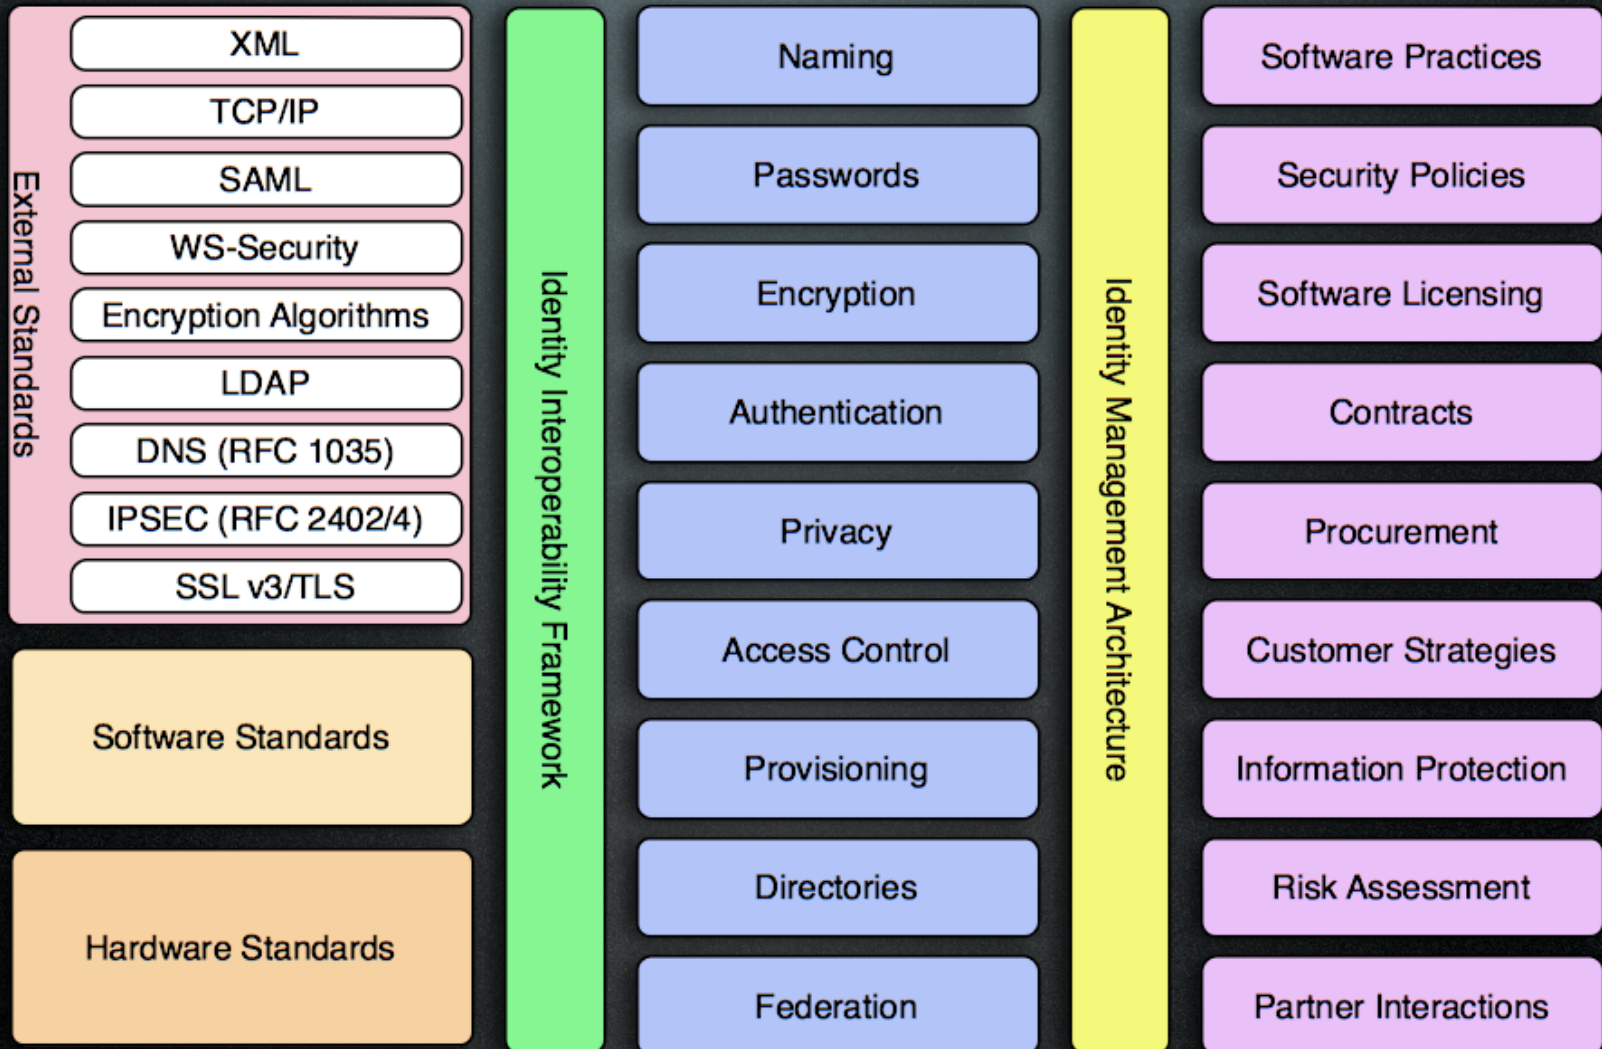 External Standards
XML
TCP/IP
SAML
WS-Security
Encryption Algorithms
LDAP
DNS (RFC 1035)
IPSEC (RFC 2402/4)
SSL v3/TLS
Software Standards
Hardware Standards
Identity Interoperability Framework
Naming
Passwords
Encryption
Authentication
Privacy
Access Control
Provisioning
Directories
Federation
Identity Management Architecture
Software Practices
Security Policies
Software Licensing
Contracts
Procurement
Customer Strategies
Information Protection
Risk Assessment
Partner Interactions